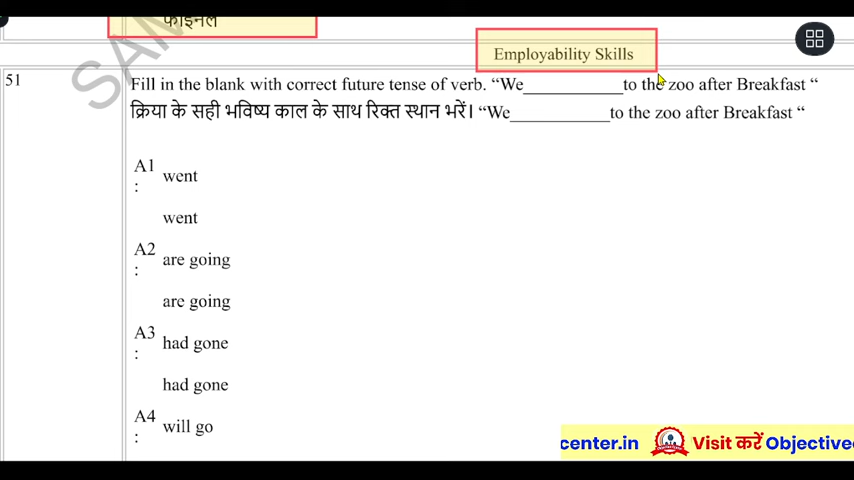 फाइनल
SAM
Employability Skills
51
Fill in the blank with correct future tense of verb. “We___________to the zoo after Breakfast “
क्रिया के सही भविष्य काल के साथ रिक्त स्थान भरें। “We___________to the zoo after Breakfast “
A1 : went
went
A2 : are going
are going
A3 : had gone
had gone
A4 : will go
center.in Visit करें Objective